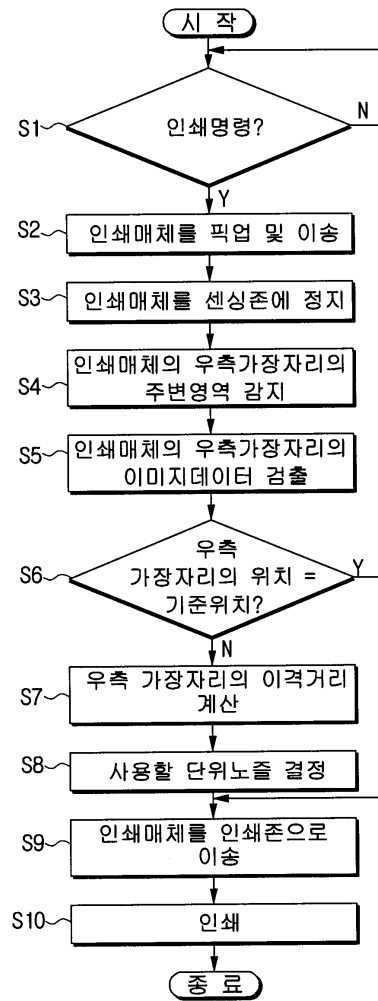 시 작
S1 인쇄명령? N
Y
S2 인쇄매체를 픽업 및 이송
S3 인쇄매체를 센싱존에 정지
S4 인쇄매체의 우측가장자리의
주변영역 감지
S5 인쇄매체의 우측가장자리의
이미지데이터 검출
우측
S6 가장자리의 위치 = Y
기준위치?
N
S7 우측 가장자리의 이격거리
계산
S8 사용할 단위노즐 결정
S9 인쇄매체를 인쇄존으로
이송
S10 인쇄
종 료